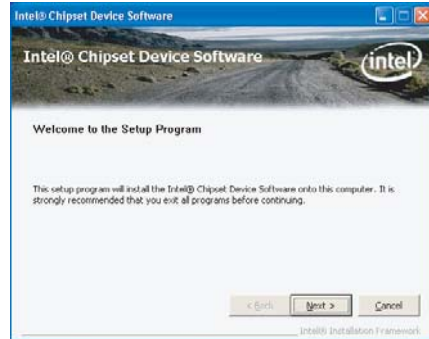 Intel® Chipset Device Software
Intel® Chipset Device Software
intel
Welcome to the Setup Program
This setup program will install the Intel® Chipset Device Software onto this computer. It is
strongly recommended that you exit all programs before continuing.
< Back Next > Cancel
Intel® Installation Framework